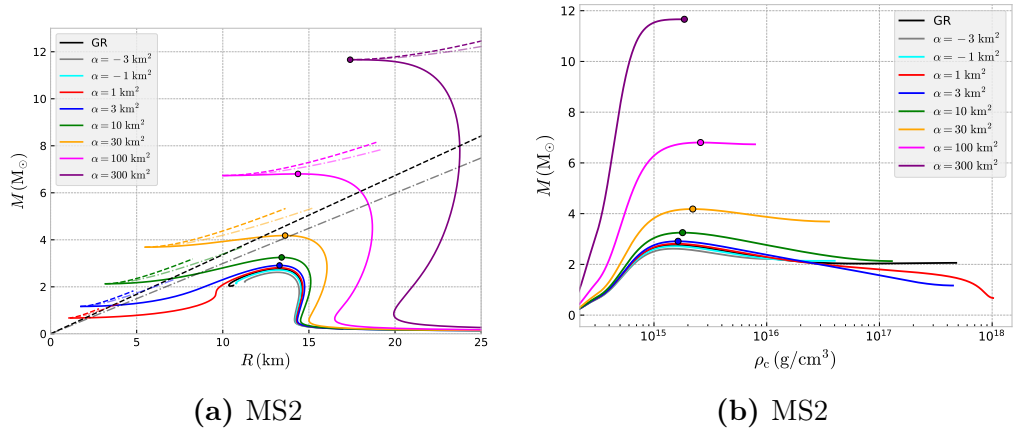 12
10
8
6
4
2
0
M (M☉)
GR
α = − 3 km²
α = − 1 km²
α = 1 km²
α = 3 km²
α = 10 km²
α = 30 km²
α = 100 km²
α = 300 km²
0 5 10 15 20 25
R (km)
(a) MS2
12
10
8
6
4
2
0
M (M☉)
GR
α = − 3 km²
α = − 1 km²
α = 1 km²
α = 3 km²
α = 10 km²
α = 30 km²
α = 100 km²
α = 300 km²
10¹⁵ 10¹⁶ 10¹⁷ 10¹⁸
ρc (g/cm³)
(b) MS2